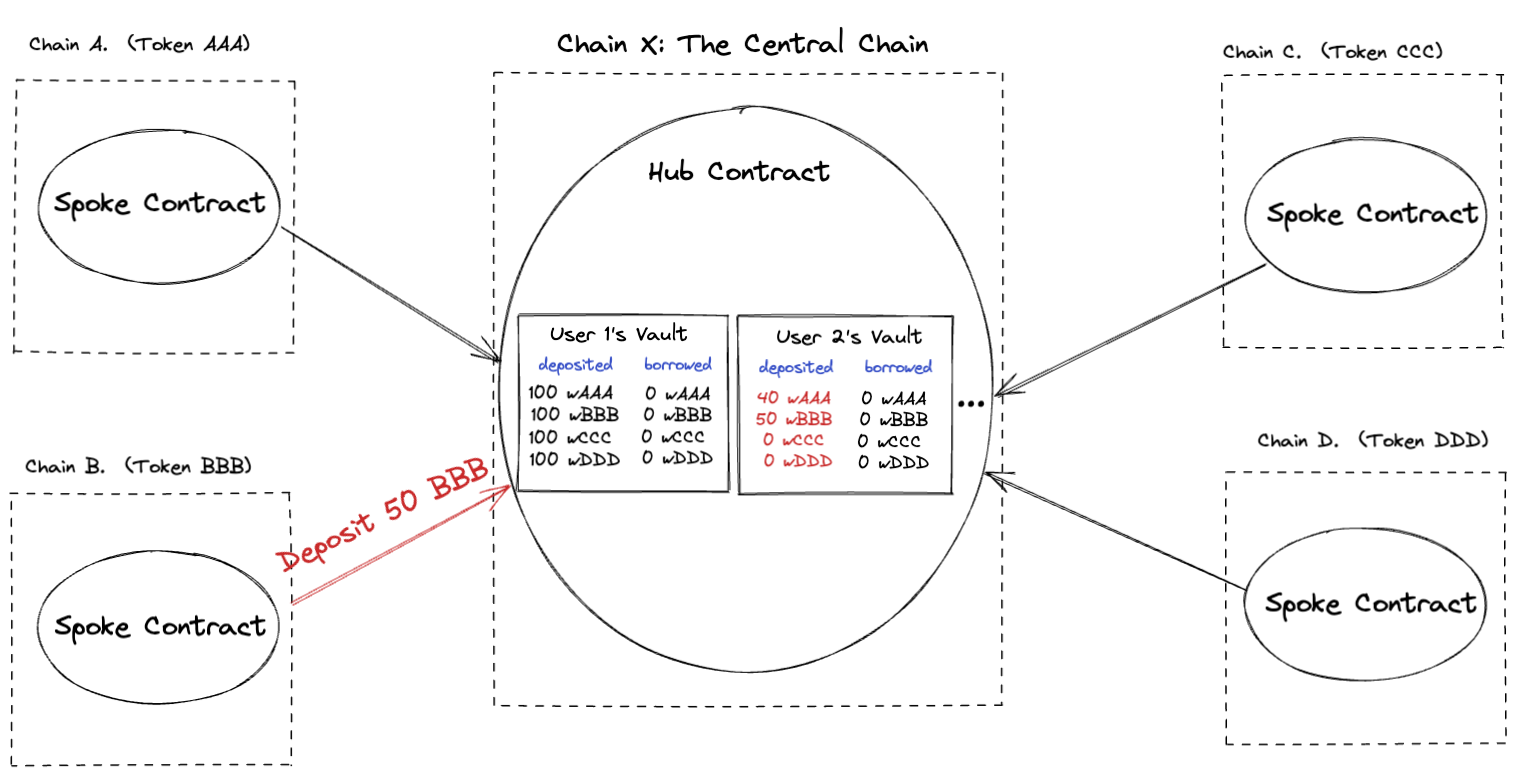 Chain A. (Token AAA)
Spoke Contract
Chain B. (Token BBB)
Spoke Contract
Deposit 50 BBB
Chain X: The Central Chain
Hub Contract
User 1's Vault
deposited borrowed
100 wAAA 0 wAAA
100 wBBB 0 wBBB
100 wCCC 0 wCCC
100 wDDD 0 wDDD
User 2's Vault
deposited borrowed
40 wAAA 0 wAAA
50 wBBB 0 wBBB
0 wCCC 0 wCCC
0 wDDD 0 wDDD
...
Chain C. (Token CCC)
Spoke Contract
Chain D. (Token DDD)
Spoke Contract